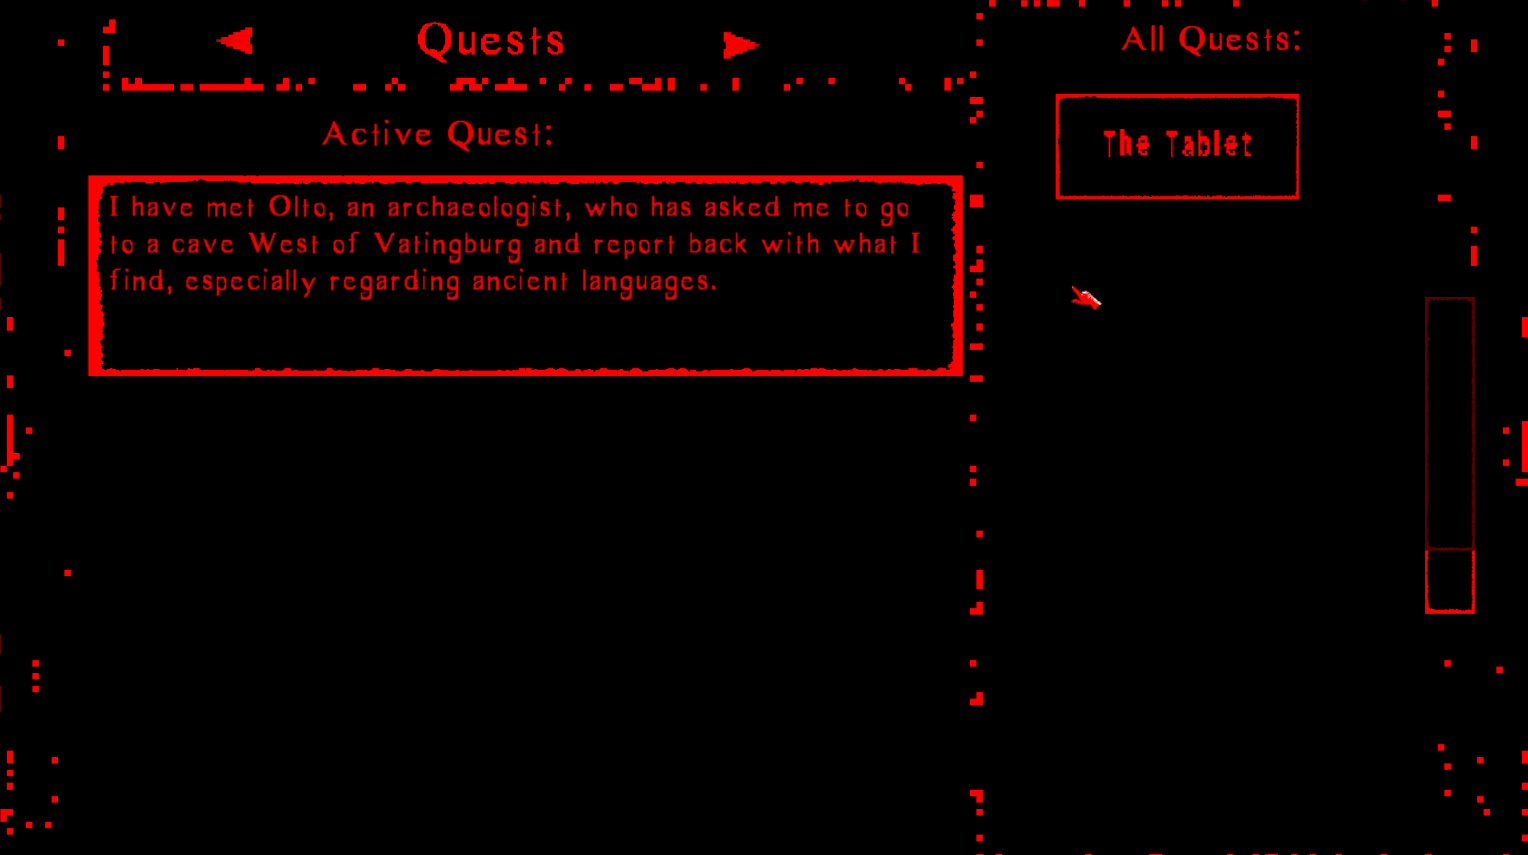 Quests
All Quests:
Active Quest:
The Tablet
I have met Olto, an archaeologist, who has asked me to go
to a cave West of Vatingburg and report back with what I
find, especially regarding ancient languages.